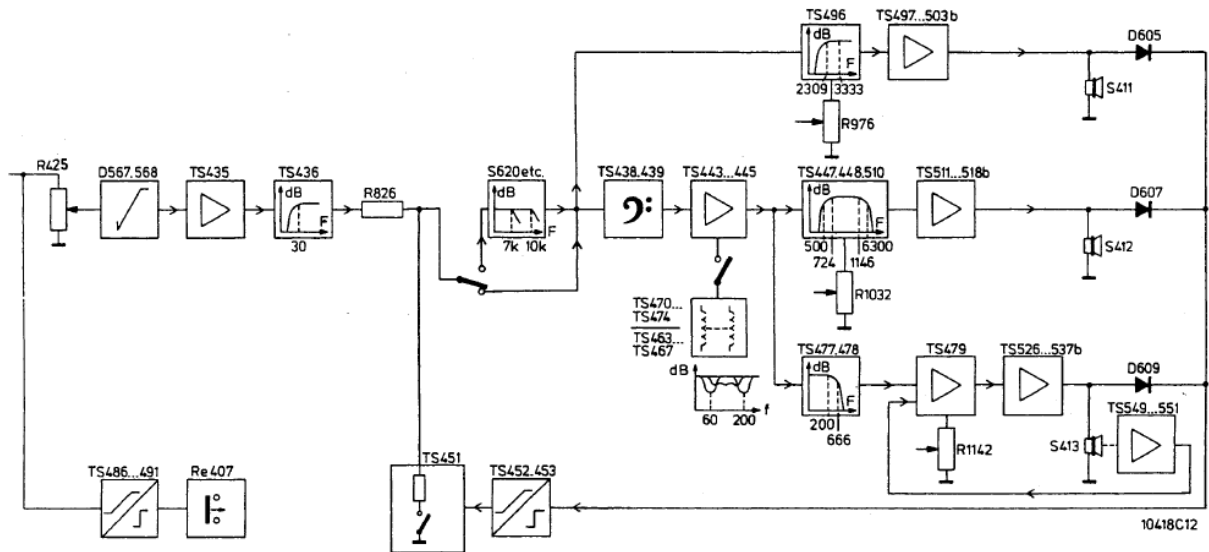 TS496
dB
F
2309 3333
R976
TS497...503b
D605
S411
R425
D567.568
TS435
TS436
dB
F
30
R826
S620etc.
dB
F
7k 10k
TS438.439
TS443...445
TS447.448.510
dB
F
500 6300
724 1146
R1032
TS511...518b
D607
S412
TS470...
TS474
TS463...
TS467
dB
f
60 200
TS477.478
dB
F
200
666
TS479
R1142
TS526...537b
D609
S413
TS549...551
TS486...491
Re407
TS451
TS452.453
10418C12